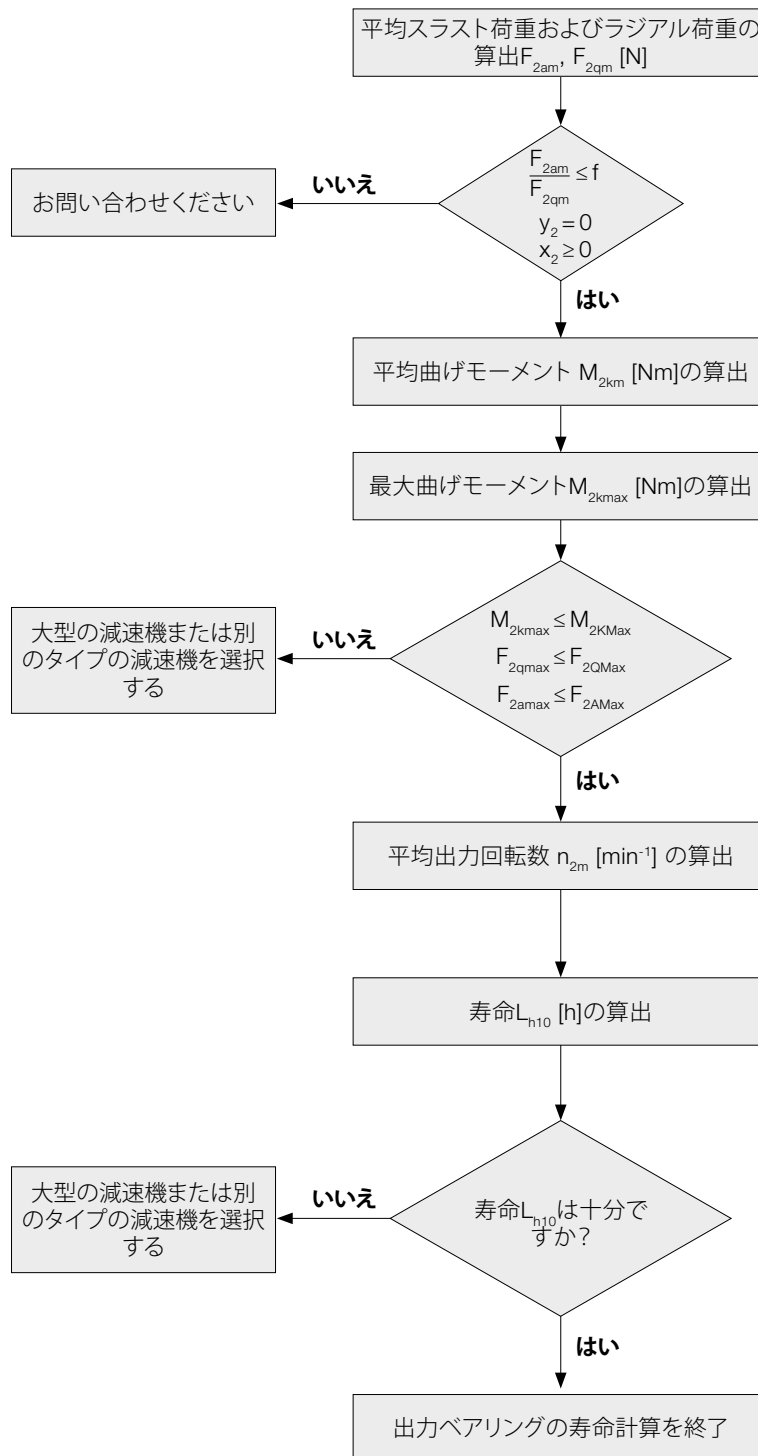 平均スラスト荷重およびラジアル荷重の
算出F2am, F2qm [N]
F2am
F2qm
≤ f
y2 = 0
x2 ≥ 0
いいえ
お問い合わせください
はい
平均曲げモーメント M2km [Nm]の算出
最大曲げモーメントM2kmax [Nm]の算出
M2kmax ≤ M2KMax
F2qmax ≤ F2QMax
F2amax ≤ F2AMax
いいえ
大型の減速機または別
のタイプの減速機を選択
する
はい
平均出力回転数 n2m [min-1] の算出
寿命Lh10 [h]の算出
寿命Lh10は十分で
すか？
いいえ
大型の減速機または別
のタイプの減速機を選択
する
はい
出力ベアリングの寿命計算を終了